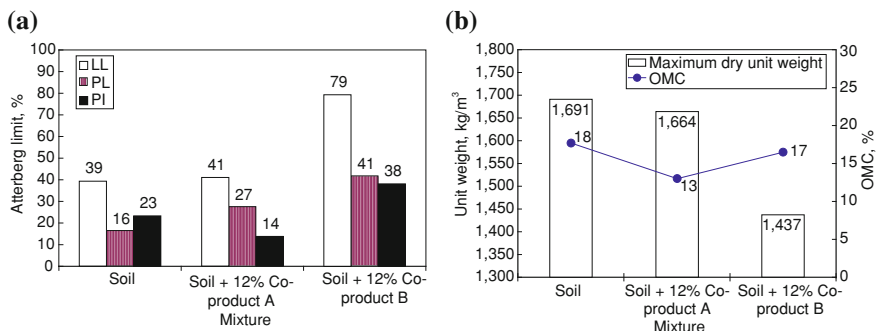 (a)
Atterberg limit, %
100
90
80
70
60
50
40
30
20
10
0
LL
PL
PI
39
16
23
41
27
14
79
41
38
Soil
Soil + 12% Co-
product A
Mixture
Soil + 12% Co-
product B
(b)
Unit weight, kg/m³
1,800
1,750
1,700
1,650
1,600
1,550
1,500
1,450
1,400
1,350
1,300
Maximum dry unit weight
OMC
1,691
18
1,664
13
17
1,437
30
25
20
15
10
5
0
OMC, %
Soil
Soil + 12% Co-
product A
Mixture
Soil + 12% Co-
product B